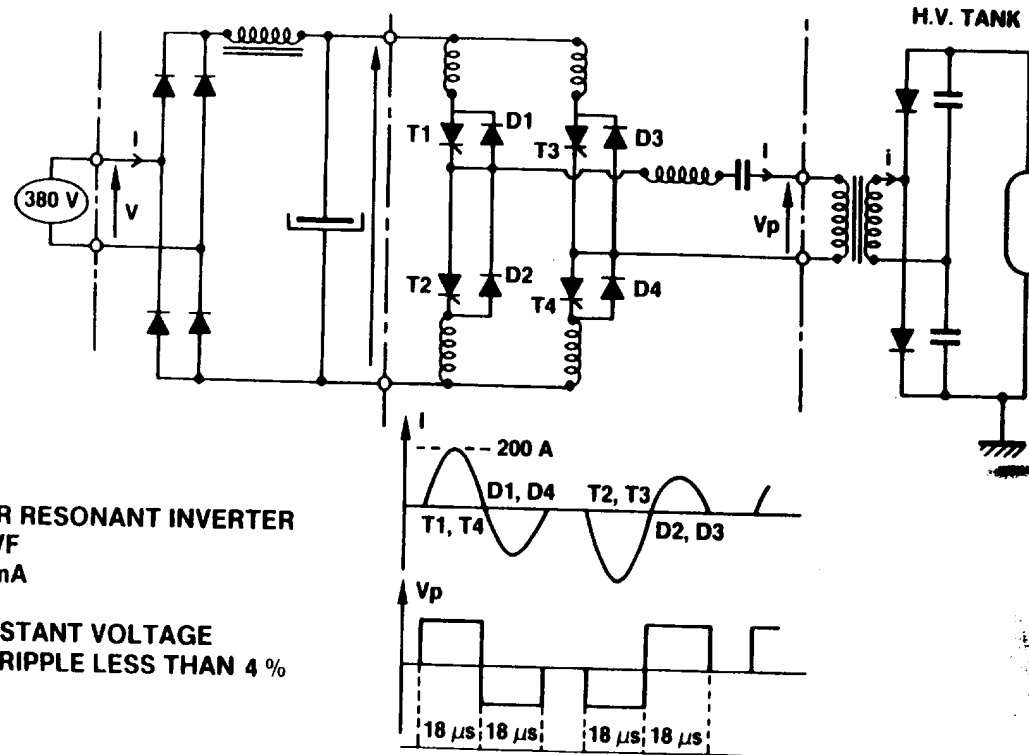 H.V. TANK
I
380 V
V
T1
D1
T3
D3
I
i
Vp
T2
D2
T4
D4
I
200 A
D1, D4
T2, T3
T1, T4
D2, D3
R RESONANT INVERTER
mA
STANT VOLTAGE
RIPPLE LESS THAN 4 %
Vp
18 μs 18 μs 18 μs 18 μs